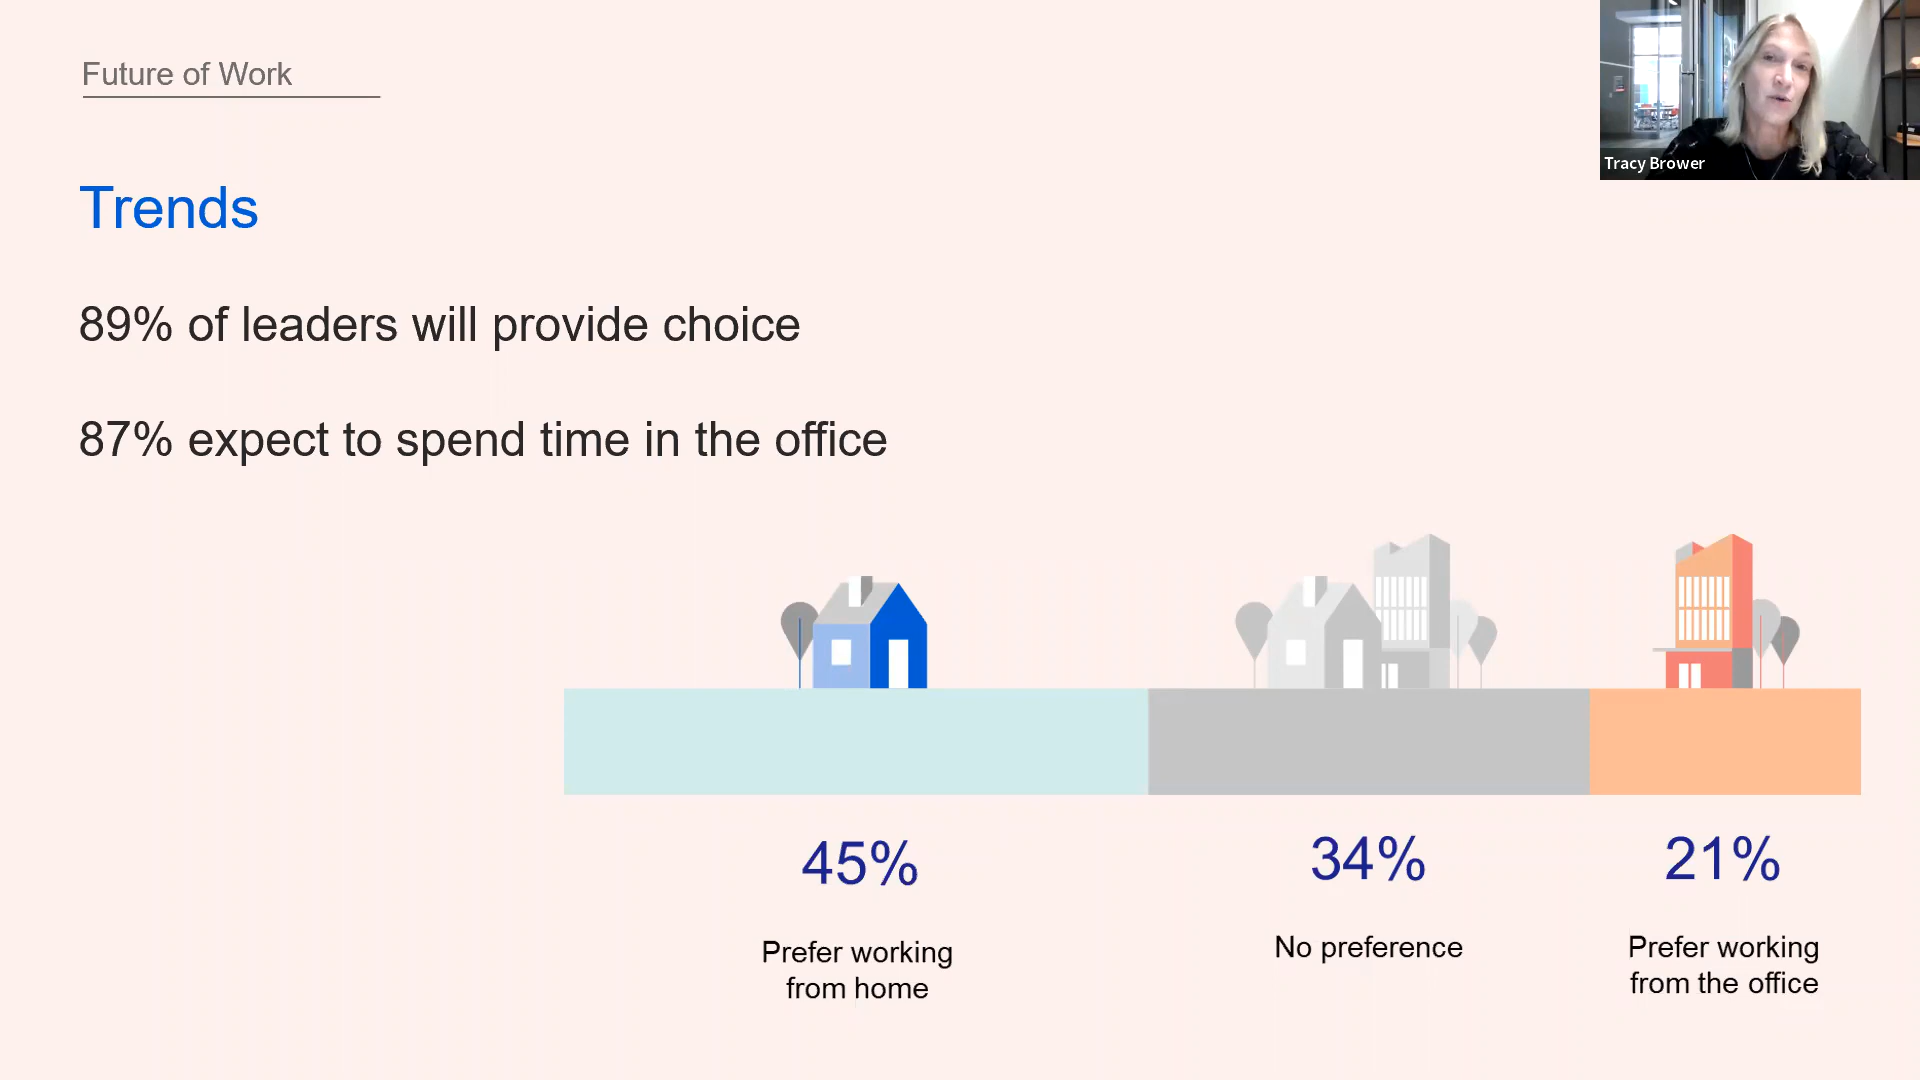 Future of Work
Tracy Brower
Trends
89% of leaders will provide choice
87% expect to spend time in the office
45%
34%
21%
Prefer working
from home
No preference
Prefer working
from the office